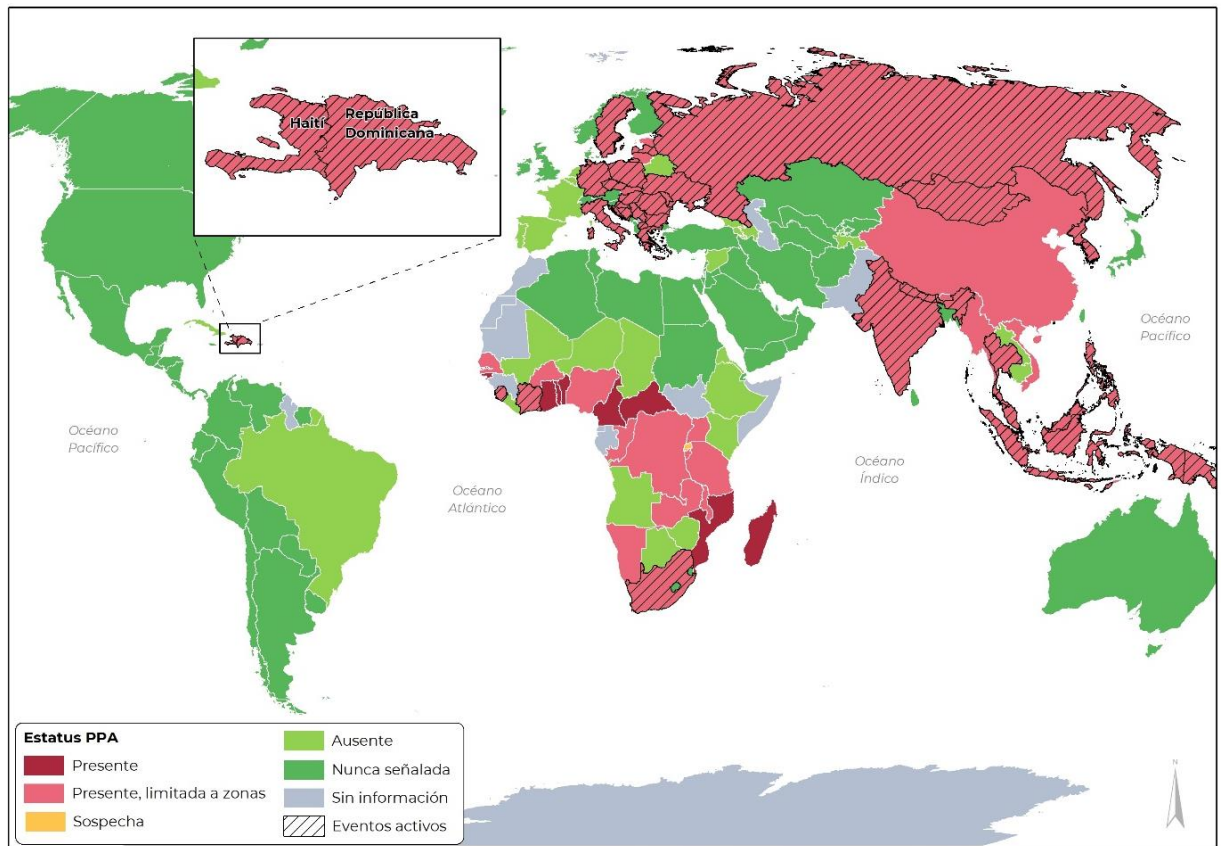 Haití
República
Dominicana
Océano
Pacífico
Océano
Pacífico
Océano
Atlántico
Océano
Índico
Estatus PPA
Presente
Presente, limitada a zonas
Sospecha
Ausente
Nunca señalada
Sin información
Eventos activos
N